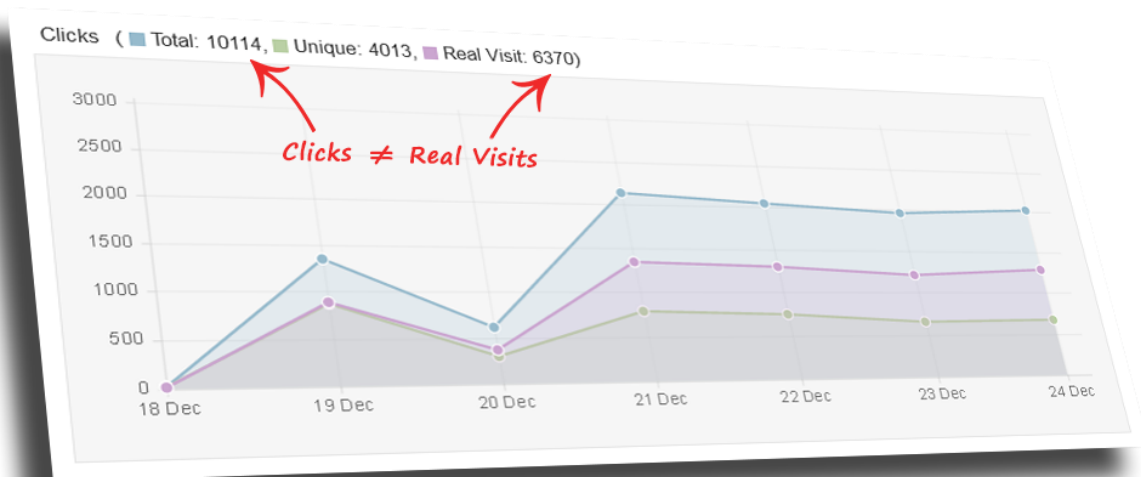 Clicks ( Total: 10114, Unique: 4013, Real Visit: 6370)
3000
2500
2000
1500
1000
500
0
Clicks ≠ Real Visits
18 Dec
19 Dec
20 Dec
21 Dec
22 Dec
23 Dec
24 Dec